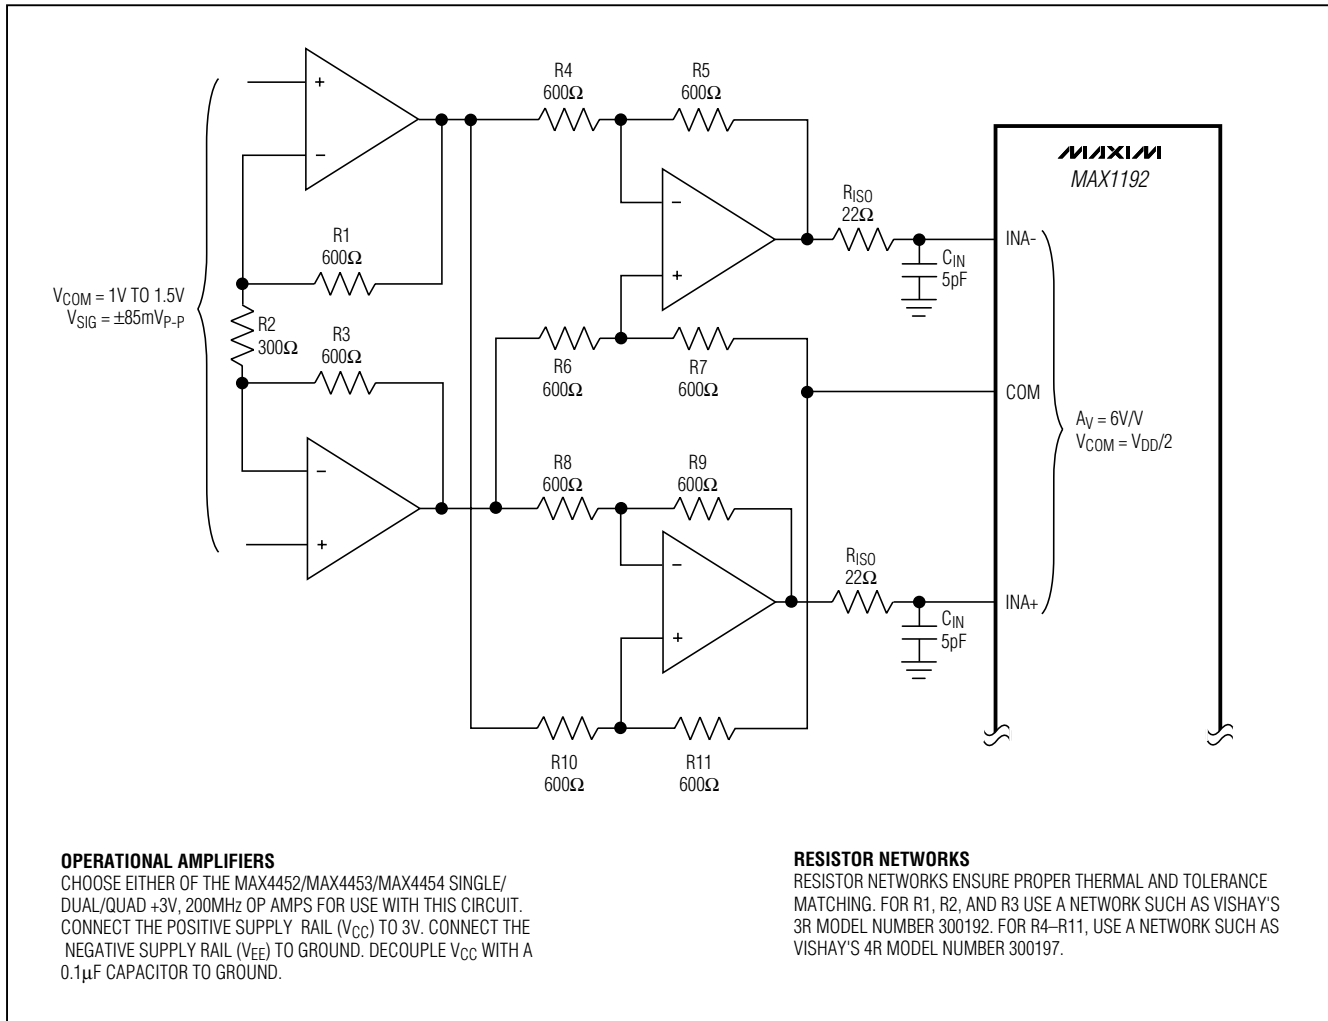 R4
600Ω
R5
600Ω
+
−
MAXIM
MAX1192
R1
600Ω
−
+
RISO
22Ω
INA-
CIN
5pF
VCOM = 1V TO 1.5V
VSIG = ±85mVP-P
R2
300Ω
R3
600Ω
R6
600Ω
R7
600Ω
COM
AV = 6V/V
VCOM = VDD/2
R8
600Ω
R9
600Ω
−
+
−
+
RISO
22Ω
INA+
CIN
5pF
R10
600Ω
R11
600Ω
OPERATIONAL AMPLIFIERS
CHOOSE EITHER OF THE MAX4452/MAX4453/MAX4454 SINGLE/
DUAL/QUAD +3V, 200MHz OP AMPS FOR USE WITH THIS CIRCUIT.
CONNECT THE POSITIVE SUPPLY RAIL (VCC) TO 3V. CONNECT THE
NEGATIVE SUPPLY RAIL (VEE) TO GROUND. DECOUPLE VCC WITH A
0.1µF CAPACITOR TO GROUND.
RESISTOR NETWORKS
RESISTOR NETWORKS ENSURE PROPER THERMAL AND TOLERANCE
MATCHING. FOR R1, R2, AND R3 USE A NETWORK SUCH AS VISHAY'S
3R MODEL NUMBER 300192. FOR R4–R11, USE A NETWORK SUCH AS
VISHAY'S 4R MODEL NUMBER 300197.